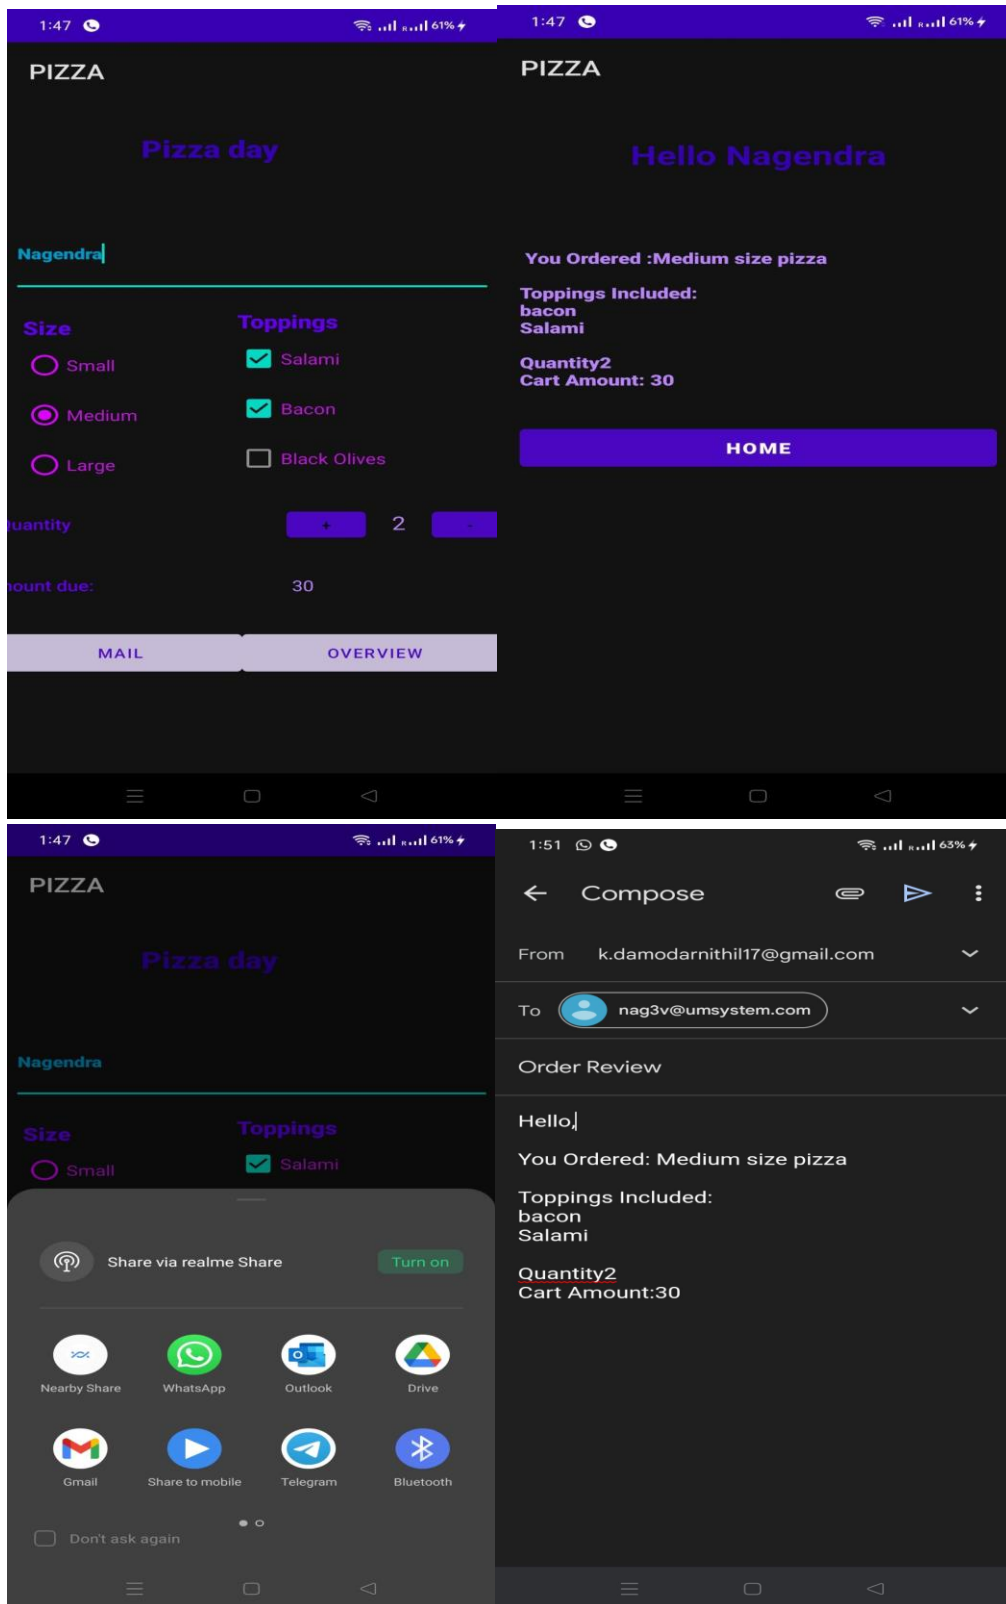 1:47 R 61%
PIZZA
Pizza day
Nagendra
Size Toppings
Small Salami
Medium Bacon
Large Black Olives
uantity + 2 -
nount due: 30
MAIL OVERVIEW
1:47 R 61%
PIZZA
Hello Nagendra
You Ordered :Medium size pizza
Toppings Included:
bacon
Salami
Quantity2
Cart Amount: 30
HOME
1:47 R 61%
PIZZA
Pizza day
Nagendra
Size Toppings
Small Salami
Share via realme Share Turn on
Nearby Share WhatsApp Outlook Drive
Gmail Share to mobile Telegram Bluetooth
Don't ask again
1:51 R 63%
Compose
From k.damodarnithil17@gmail.com
To nag3v@umsystem.com
Order Review
Hello,
You Ordered: Medium size pizza
Toppings Included:
bacon
Salami
Quantity2
Cart Amount:30